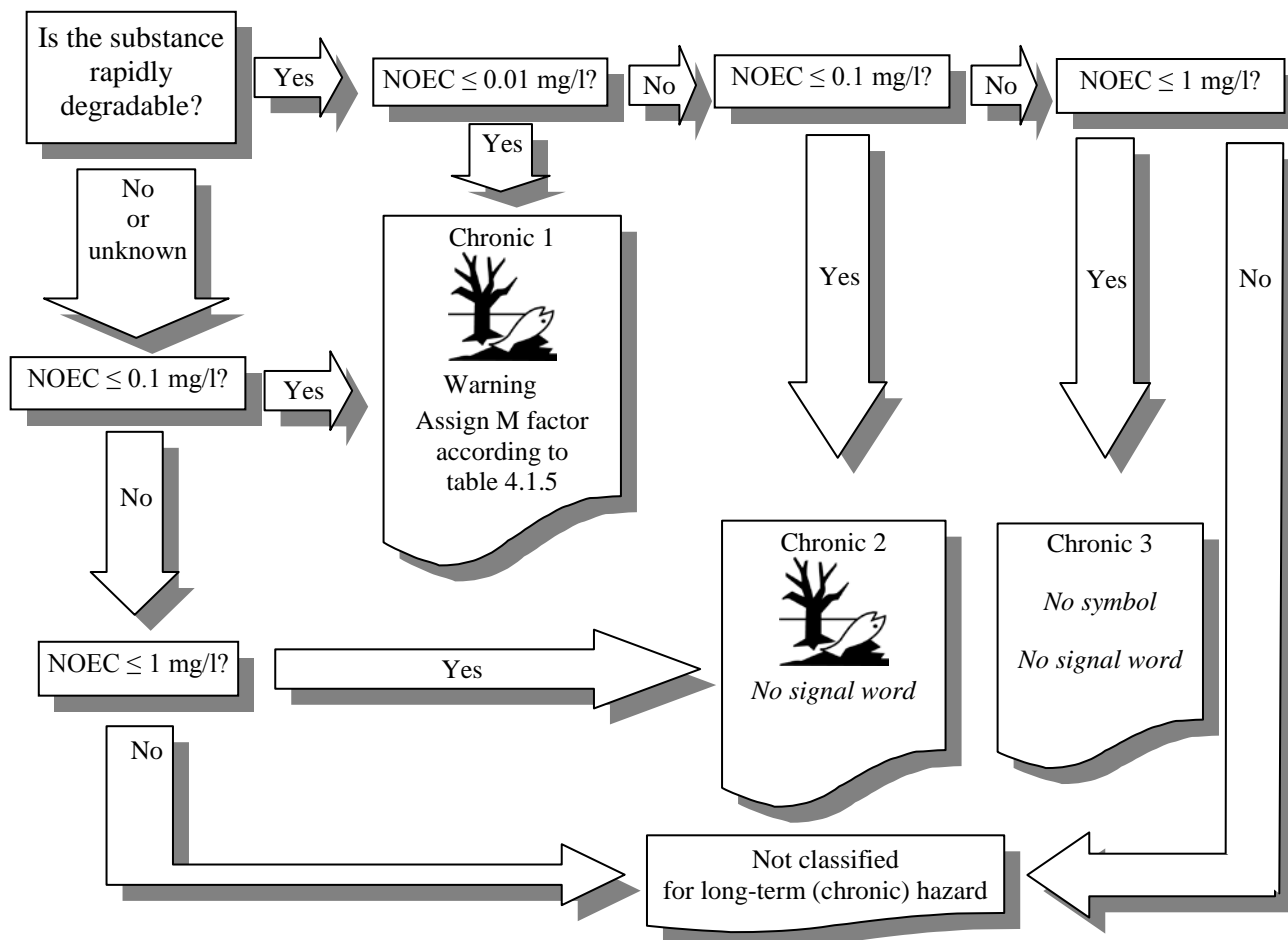 Is the substance
rapidly
degradable?
Yes
NOEC ≤ 0.01 mg/l?
No
NOEC ≤ 0.1 mg/l?
No
NOEC ≤ 1 mg/l?
No
or
unknown
Yes
Chronic 1
Warning
Assign M factor
according to
table 4.1.5
Yes
Yes
No
NOEC ≤ 0.1 mg/l?
Yes
No
Chronic 2
No signal word
Chronic 3
No symbol
No signal word
NOEC ≤ 1 mg/l?
Yes
No
Not classified
for long-term (chronic) hazard